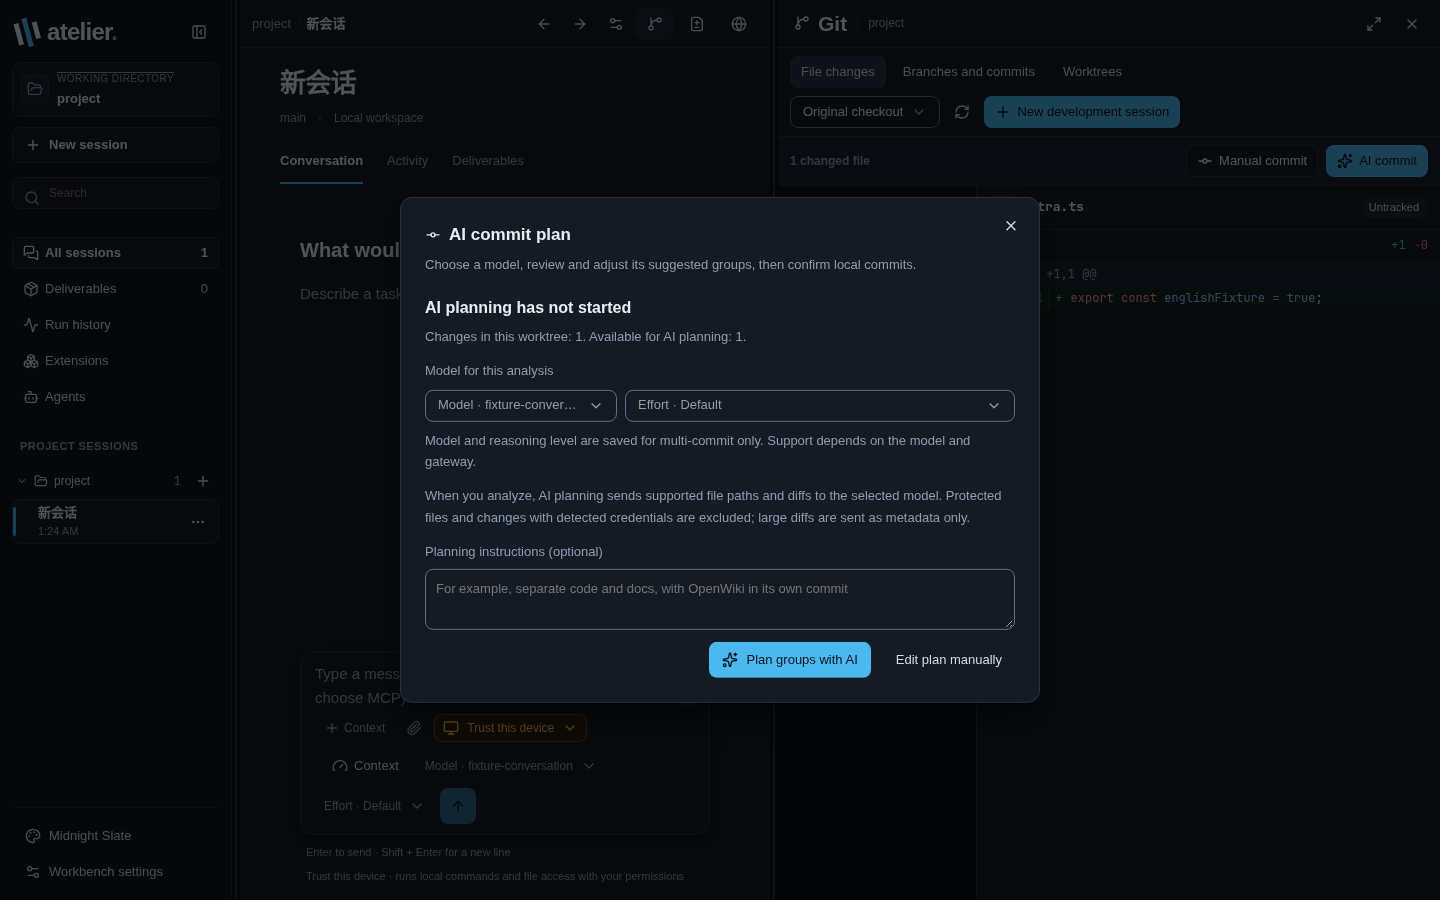 atelier.
WORKING DIRECTORY
project
New session
Search
All sessions 1
Deliverables 0
Run history
Extensions
Agents
PROJECT SESSIONS
project 1
新会话
1:24 AM
Midnight Slate
Workbench settings
project 新会话
新会话
main · Local workspace
Conversation Activity Deliverables
What woul
Describe a task
Type a mess
choose MCP
Context Trust this device
Context Model · fixture-conversation
Effort · Default
Enter to send · Shift + Enter for a new line
Trust this device · runs local commands and file access with your permissions
Git project
File changes Branches and commits Worktrees
Original checkout New development session
1 changed file Manual commit AI commit
tra.ts Untracked
+1 -0
+1,1 @@
+ export const englishFixture = true;
AI commit plan
Choose a model, review and adjust its suggested groups, then confirm local commits.
AI planning has not started
Changes in this worktree: 1. Available for AI planning: 1.
Model for this analysis
Model · fixture-conver… Effort · Default
Model and reasoning level are saved for multi-commit only. Support depends on the model and
gateway.
When you analyze, AI planning sends supported file paths and diffs to the selected model. Protected
files and changes with detected credentials are excluded; large diffs are sent as metadata only.
Planning instructions (optional)
For example, separate code and docs, with OpenWiki in its own commit
Plan groups with AI Edit plan manually